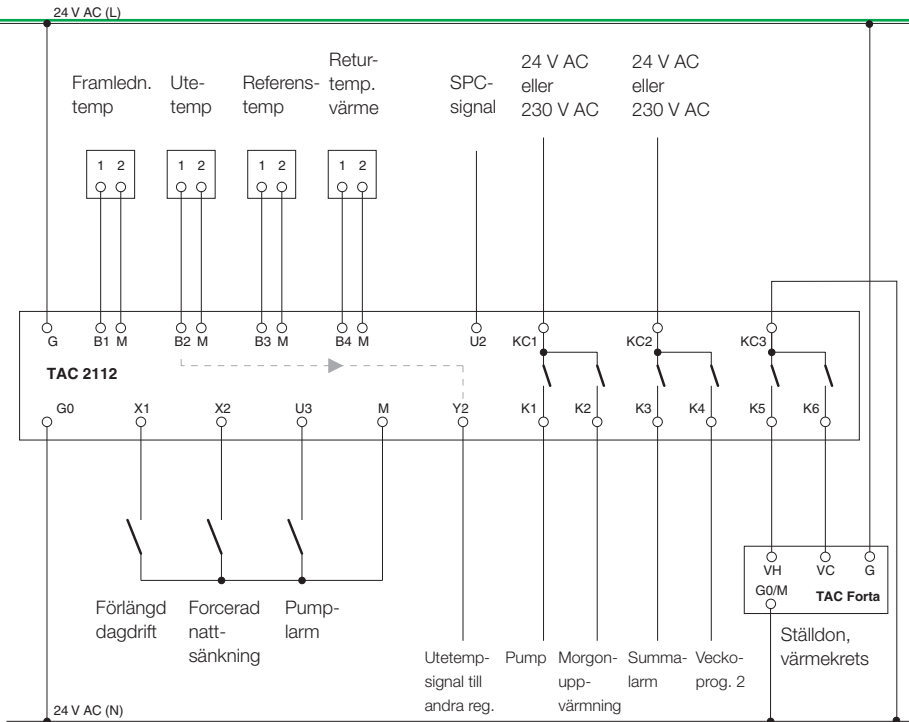 24 V AC (L)
Framledn.
temp
Ute-
temp
Referens-
temp
Retur-
temp.
värme
SPC-
signal
24 V AC
eller
230 V AC
24 V AC
eller
230 V AC
1 2
1 2
1 2
1 2
G
B1 M
B2 M
B3 M
B4 M
U2
KC1
KC2
KC3
TAC 2112
G0
X1
X2
U3
M
Y2
K1
K2
K3
K4
K5
K6
VH
VC
G
G0/M
TAC Forta
Förlängd
dagdrift
Forcerad
natt-
sänkning
Pump-
larm
Utetemp-
signal till
andra reg.
Pump
Morgon-
upp-
värmning
Summa-
larm
Vecko-
prog. 2
Ställdon,
värmekrets
24 V AC (N)